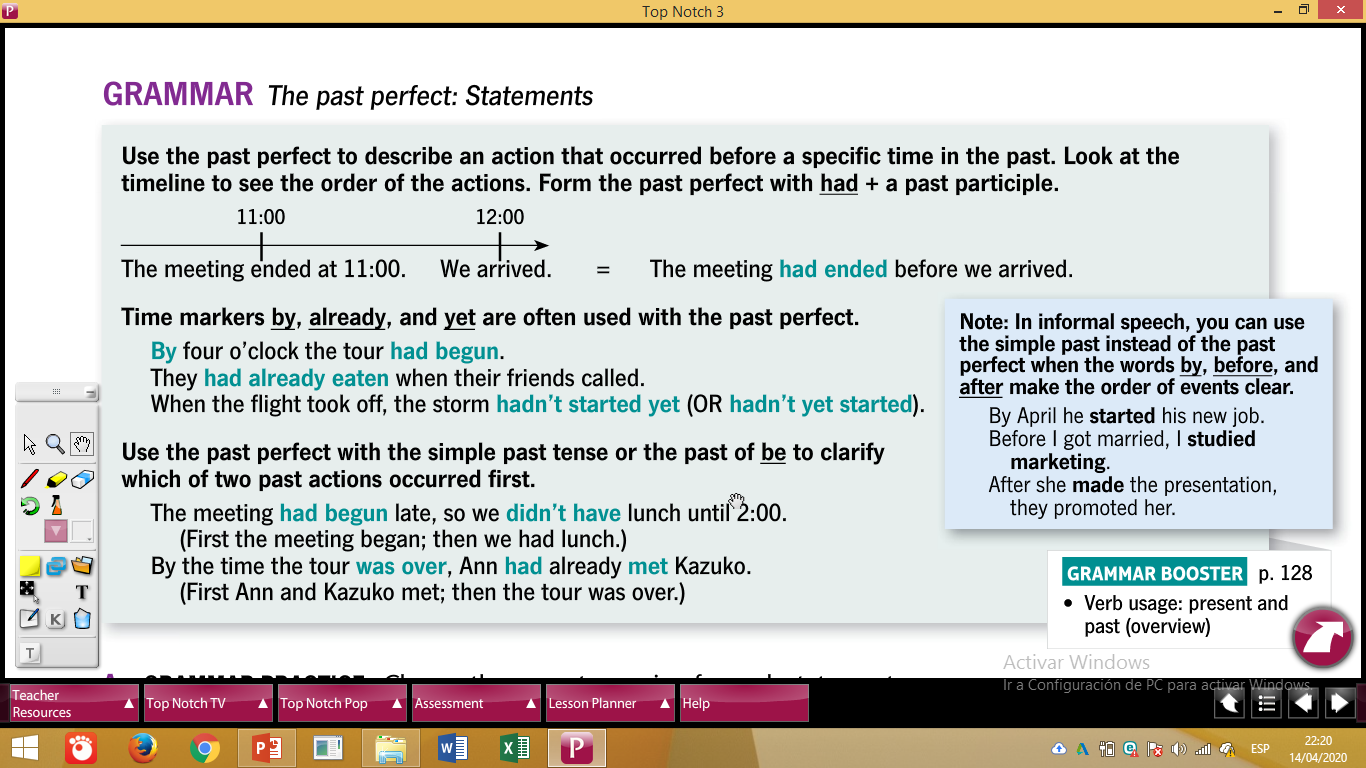 Top Notch 3
GRAMMAR The past perfect: Statements
Use the past perfect to describe an action that occurred before a specific time in the past. Look at the
timeline to see the order of the actions. Form the past perfect with had + a past participle.
11:00 12:00
The meeting ended at 11:00. We arrived. = The meeting had ended before we arrived.
Time markers by, already, and yet are often used with the past perfect.
By four o'clock the tour had begun.
They had already eaten when their friends called.
When the flight took off, the storm hadn't started yet (OR hadn't yet started).
Use the past perfect with the simple past tense or the past of be to clarify
which of two past actions occurred first.
The meeting had begun late, so we didn't have lunch until 2:00.
(First the meeting began; then we had lunch.)
By the time the tour was over, Ann had already met Kazuko.
(First Ann and Kazuko met; then the tour was over.)
Note: In informal speech, you can use
the simple past instead of the past
perfect when the words by, before, and
after make the order of events clear.
By April he started his new job.
Before I got married, I studied
marketing.
After she made the presentation,
they promoted her.
GRAMMAR BOOSTER p. 128
• Verb usage: present and
past (overview)
T
K
T
Activar Windows
Ir a Configuración de PC para activar Windows.
Teacher
Resources
Top Notch TV
Top Notch Pop
Assessment
Lesson Planner
Help
ESP
22:20
14/04/2020